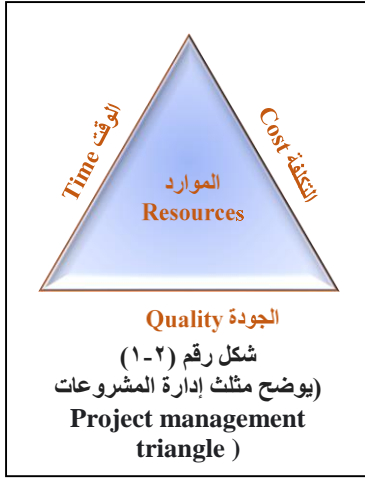 الوقت Time
التكلفة Cost
الموارد
Resources
الجودة Quality
شكل رقم (٢-١)
(يوضح مثلث إدارة المشروعات
Project management
triangle )